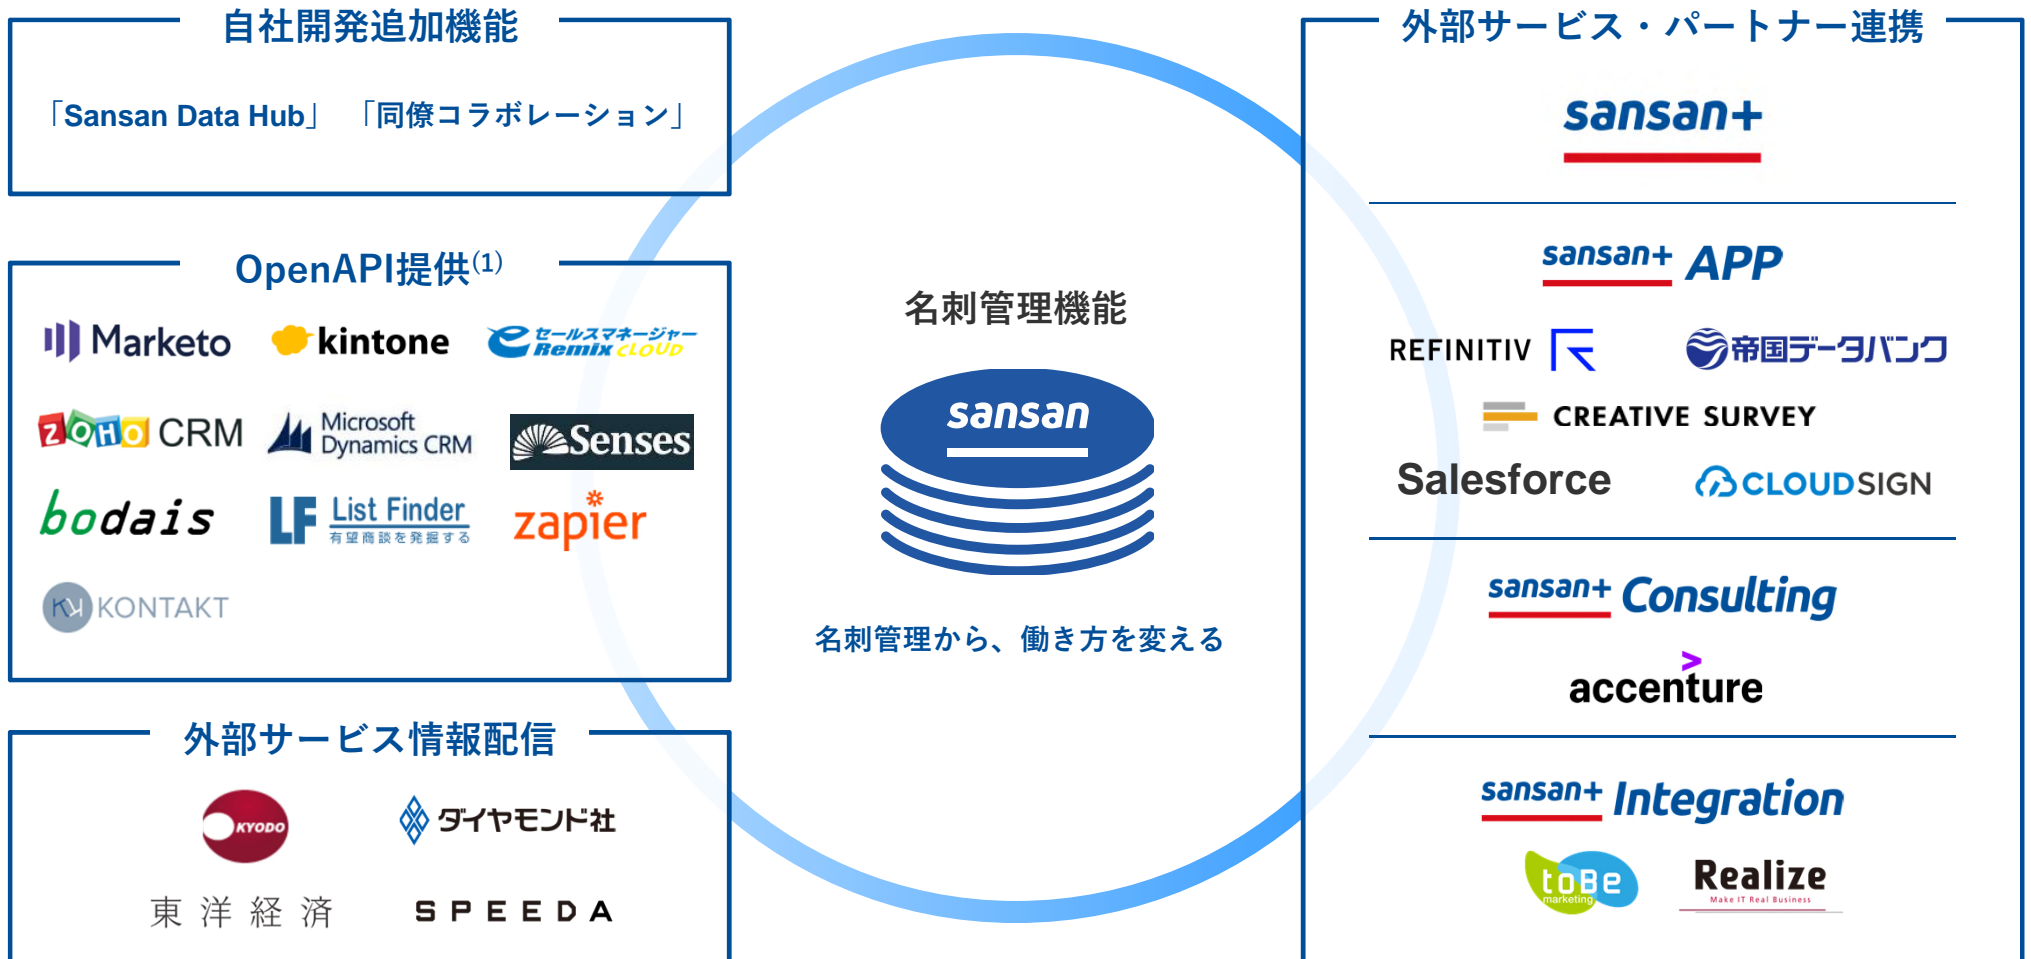 自社開発追加機能
「Sansan Data Hub」 「同僚コラボレーション」
OpenAPI提供(1)
Marketo
kintone
eセールスマネージャー
Remix CLOUD
ZOHO CRM
Microsoft
Dynamics CRM
Senses
bodais
LF List Finder
有望商談を発掘する
zapier
KONTAKT
外部サービス情報配信
KYODO
ダイヤモンド社
東洋経済
SPEEDA
名刺管理機能
sansan
名刺管理から、働き方を変える
外部サービス・パートナー連携
sansan+
sansan+ APP
REFINITIV
帝国データバンク
CREATIVE SURVEY
Salesforce
CLOUDSIGN
sansan+ Consulting
accenture
sansan+ Integration
toBe
marketing
Realize
Make IT Real Business